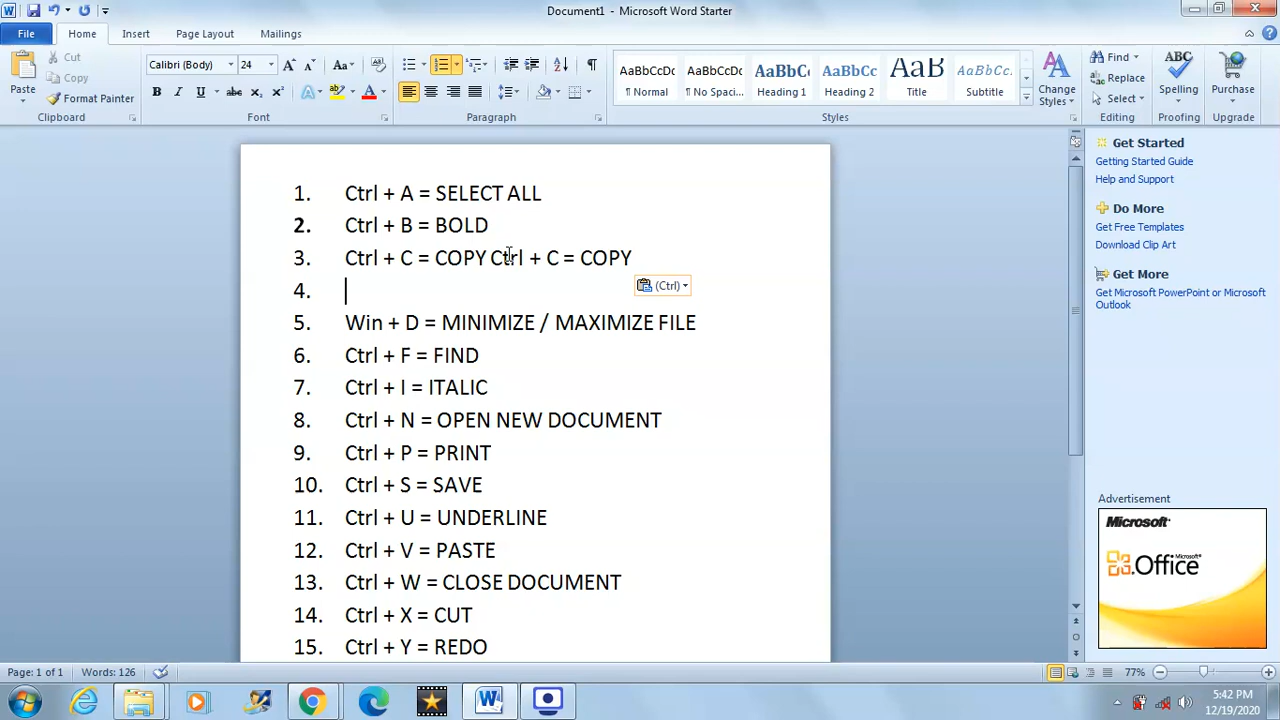 Document1 - Microsoft Word Starter
File Home Insert Page Layout Mailings
Cut
Copy
Format Painter
Paste
Clipboard
Calibri (Body) 24
Font
Paragraph
AaBbCcDc AaBbCcDc AaBbCc AaBbCc AaB AaBbCcDc
¶ Normal ¶ No Spaci... Heading 1 Heading 2 Title Subtitle
Change Styles
Styles
Find
Replace
Select
Editing
ABC
Spelling
Proofing
Purchase
Upgrade
1. Ctrl + A = SELECT ALL
2. Ctrl + B = BOLD
3. Ctrl + C = COPY Ctrl + C = COPY
4.
(Ctrl)
5. Win + D = MINIMIZE / MAXIMIZE FILE
6. Ctrl + F = FIND
7. Ctrl + I = ITALIC
8. Ctrl + N = OPEN NEW DOCUMENT
9. Ctrl + P = PRINT
10. Ctrl + S = SAVE
11. Ctrl + U = UNDERLINE
12. Ctrl + V = PASTE
13. Ctrl + W = CLOSE DOCUMENT
14. Ctrl + X = CUT
15. Ctrl + Y = REDO
Get Started
Getting Started Guide
Help and Support
Do More
Get Free Templates
Download Clip Art
Get More
Get Microsoft PowerPoint or Microsoft
Outlook
Advertisement
Microsoft
Microsoft
Office
Page: 1 of 1 Words: 126
77%
5:42 PM
12/19/2020